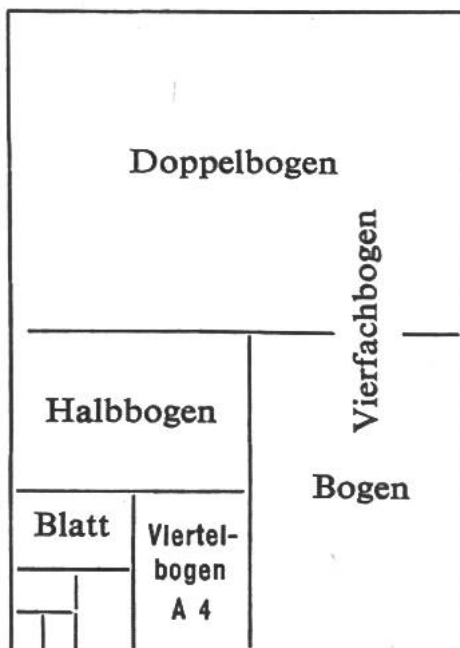 Doppelbogen
Vierfachbogen
Halbbogen
Bogen
Blatt
Viertel-
bogen
A 4